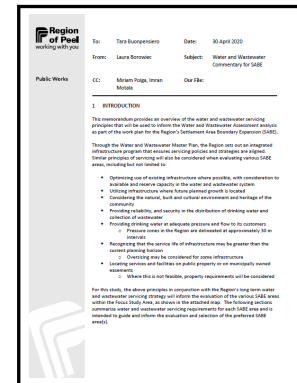 Region of Peel
working with you
To: Tara Buonpensiero Date: 30 April 2020
From: Laura Borowiec Subject: Water and Wastewater Commentary for SABE
Public Works
CC: Miriam Polga, Imran Motala Our File:
1 INTRODUCTION
This memorandum provides an overview of the water and wastewater servicing
principles that will be used to inform the Water and Wastewater Assessment analysis
as part of the work plan for the Region's Settlement Area Boundary Expansion (SABE).
Through the Water and Wastewater Master Plan, the Region sets out an integrated
infrastructure program that ensures servicing policies and strategies are aligned.
Similar principles of servicing will also be considered when evaluating various SABE
areas, including but not limited to:
• Optimizing use of existing infrastructure where possible, with consideration to
available and reserve capacity in the water and wastewater system
• Utilizing infrastructure where future planned growth is located
• Considering the natural, built and cultural environment and heritage of the
community
• Providing reliability, and security in the distribution of drinking water and
collection of wastewater
• Providing drinking water at adequate pressure and flow to its customers
o Pressure zones in the Region are delineated at approximately 30 m
intervals
• Recognizing that the service life of infrastructure may be greater than the
current planning horizon
o Oversizing may be considered for some infrastructure
• Locating services and facilities on public property or on municipally owned
easements
o Where this is not feasible, property requirements will be considered
For this study, the above principles in conjunction with the Region's long term water
and wastewater servicing strategy will inform the evaluation of the various SABE areas
within the Focus Study Area, as shown in the attached map. The following sections
summarize water and wastewater servicing requirements for each SABE area and is
intended to guide and inform the evaluation and selection of the preferred SABE
area(s).